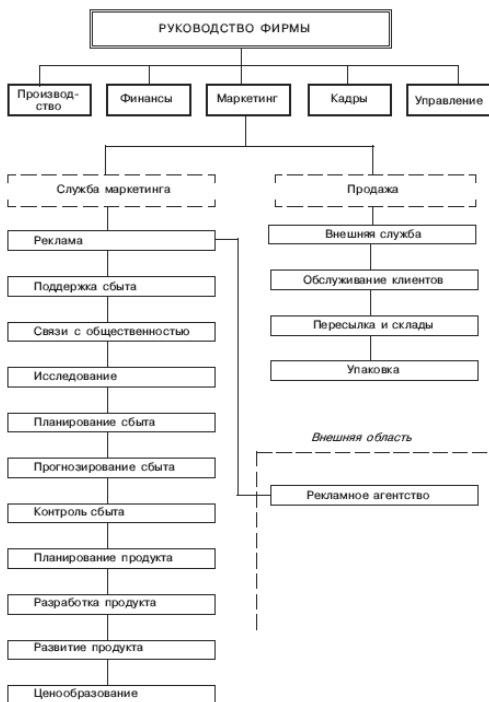 РУКОВОДСТВО ФИРМЫ
Производ-
ство
Финансы
Маркетинг
Кадры
Управление
Служба маркетинга
Продажа
Реклама
Внешняя служба
Поддержка сбыта
Обслуживание клиентов
Связи с общественностью
Пересылка и склады
Исследование
Упаковка
Планирование сбыта
Внешняя область
Прогнозирование сбыта
Рекламное агентство
Контроль сбыта
Планирование продукта
Разработка продукта
Развитие продукта
Ценообразование